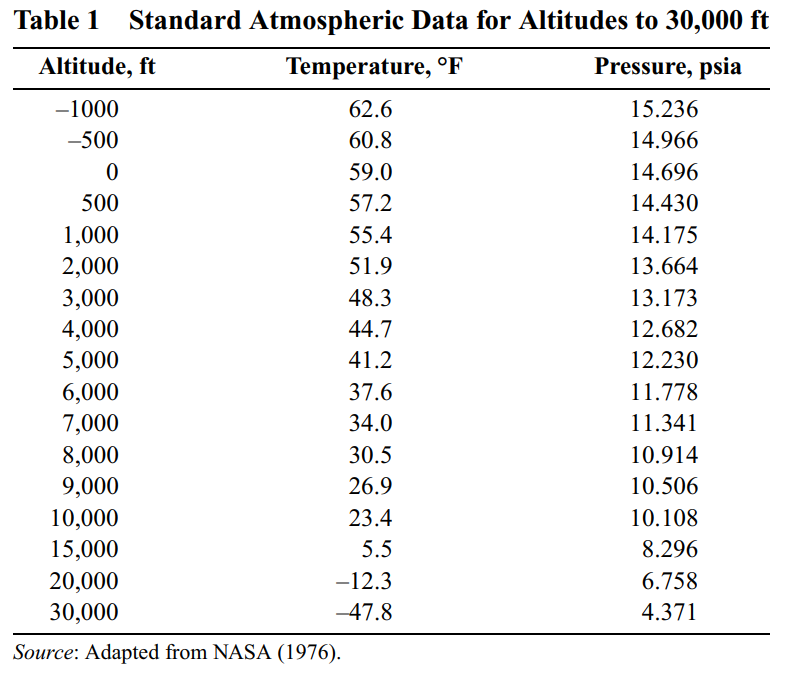 Table 1 Standard Atmospheric Data for Altitudes to 30,000 ft
Altitude, ft Temperature, °F Pressure, psia
–1000 62.6 15.236
–500 60.8 14.966
0 59.0 14.696
500 57.2 14.430
1,000 55.4 14.175
2,000 51.9 13.664
3,000 48.3 13.173
4,000 44.7 12.682
5,000 41.2 12.230
6,000 37.6 11.778
7,000 34.0 11.341
8,000 30.5 10.914
9,000 26.9 10.506
10,000 23.4 10.108
15,000 5.5 8.296
20,000 –12.3 6.758
30,000 –47.8 4.371
Source: Adapted from NASA (1976).